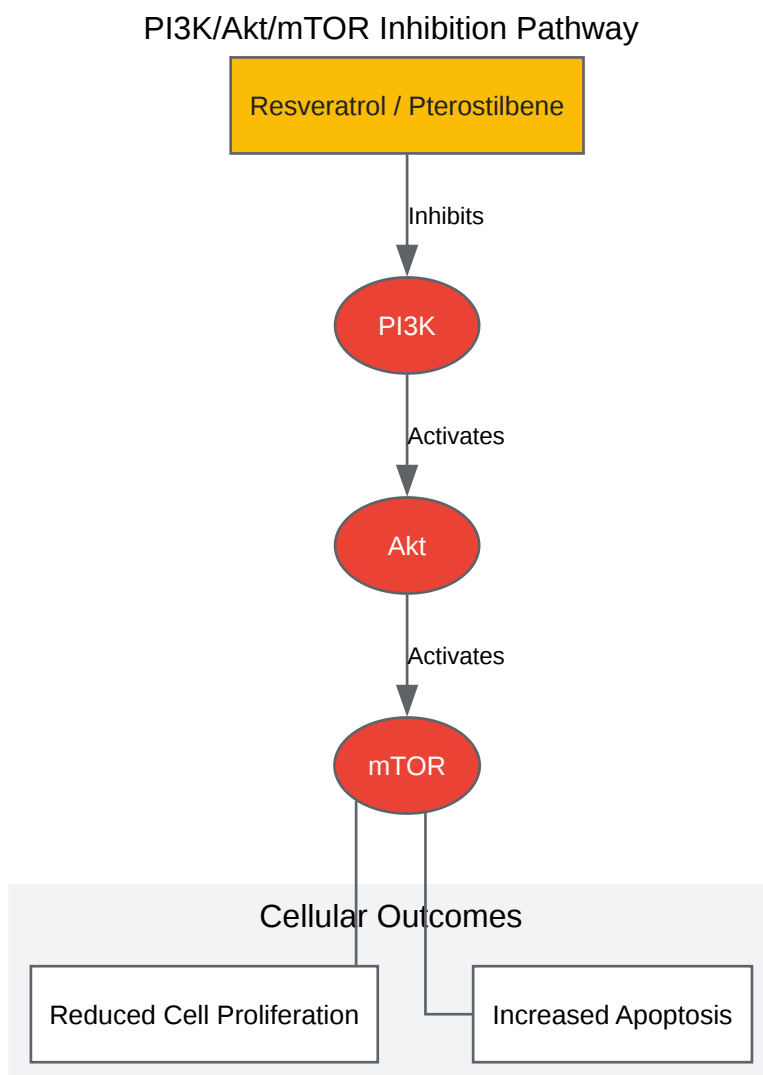 PI3K/Akt/mTOR Inhibition Pathway
Resveratrol / Pterostilbene
Inhibits
PI3K
Activates
Akt
Activates
mTOR
Cellular Outcomes
Reduced Cell Proliferation
Increased Apoptosis